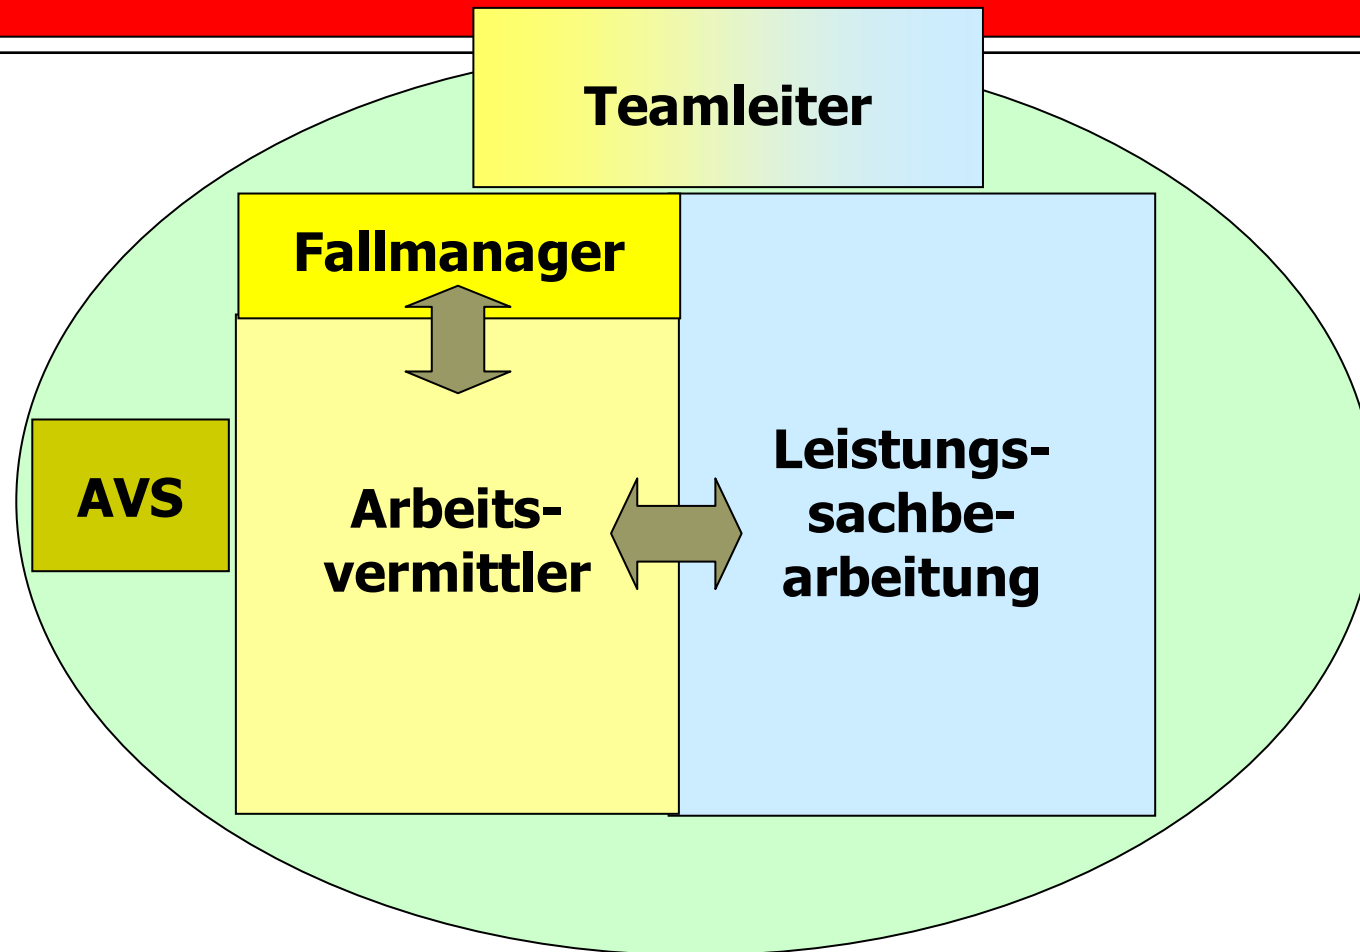 Teamleiter
Fallmanager
AVS
Arbeits-
vermittler
Leistungs-
sachbe-
arbeitung